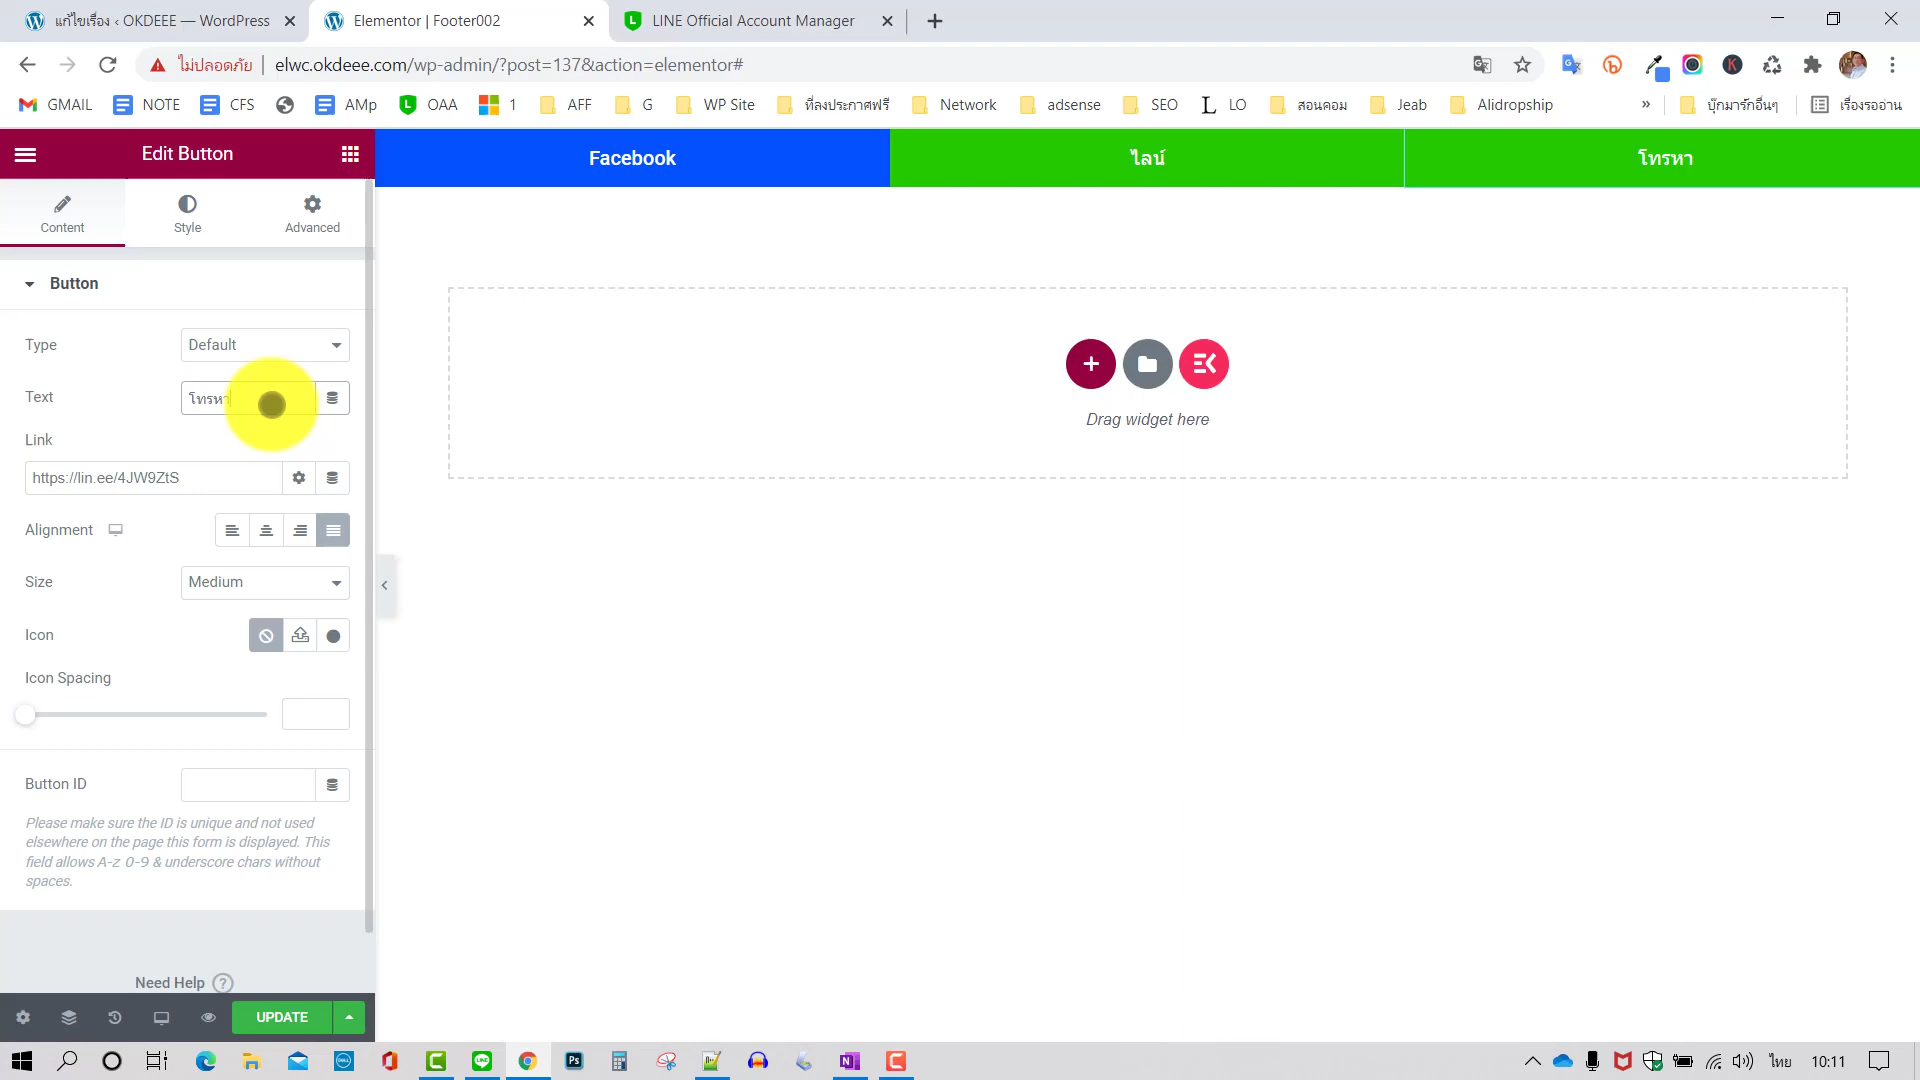 แก้ไขเรื่อง ‹ OKDEEE — WordPress
Elementor | Footer002
LINE Official Account Manager
ไม่ปลอดภัย
elwc.okdeee.com/wp-admin/?post=137&action=elementor#
GMAIL
NOTE
CFS
AMp
OAA
1
AFF
G
WP Site
ที่ลงประกาศฟรี
Network
adsense
SEO
LO
สอนคอม
Jeab
Alidropship
»
บุ๊กมาร์กอื่นๆ
เรื่องรออ่าน
Edit Button
Facebook
ไลน์
โทรหา
Content
Style
Advanced
Button
Type
Default
Text
โทรหา
Link
https://lin.ee/4JW9ZtS
Alignment
Size
Medium
Icon
Icon Spacing
Button ID
Please make sure the ID is unique and not used
elsewhere on the page this form is displayed. This
field allows A-z 0-9 & underscore chars without
spaces.
Drag widget here
Need Help ?
UPDATE
ไทย
10:11